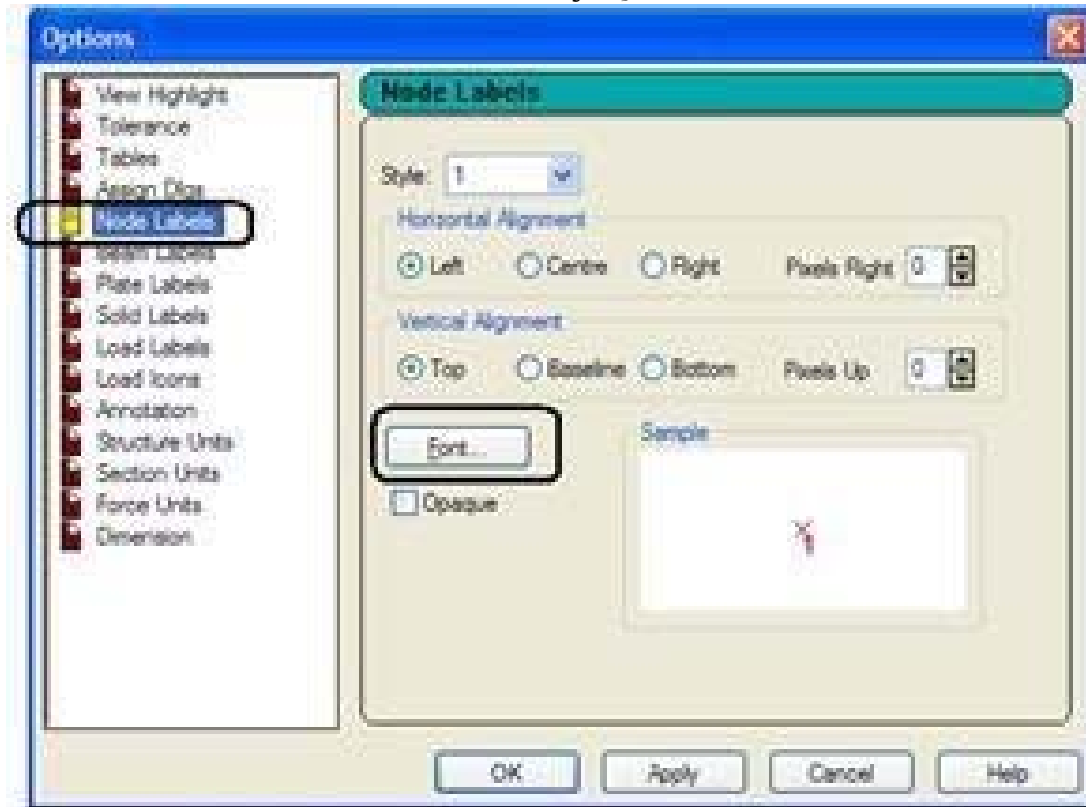 Options
View Highlight
Tolerance
Tables
Assign Digs
Node Labels
Beam Labels
Plate Labels
Solid Labels
Load Labels
Load Icons
Annotation
Structure Units
Section Units
Force Units
Dimension
Node Labels
Style: 1
Horizontal Alignment
Left Centre Right Pixels Right 0
Vertical Alignment
Top Baseline Bottom Pixels Up 0
Font...
Opaque
Sample
1
OK Apply Cancel Help